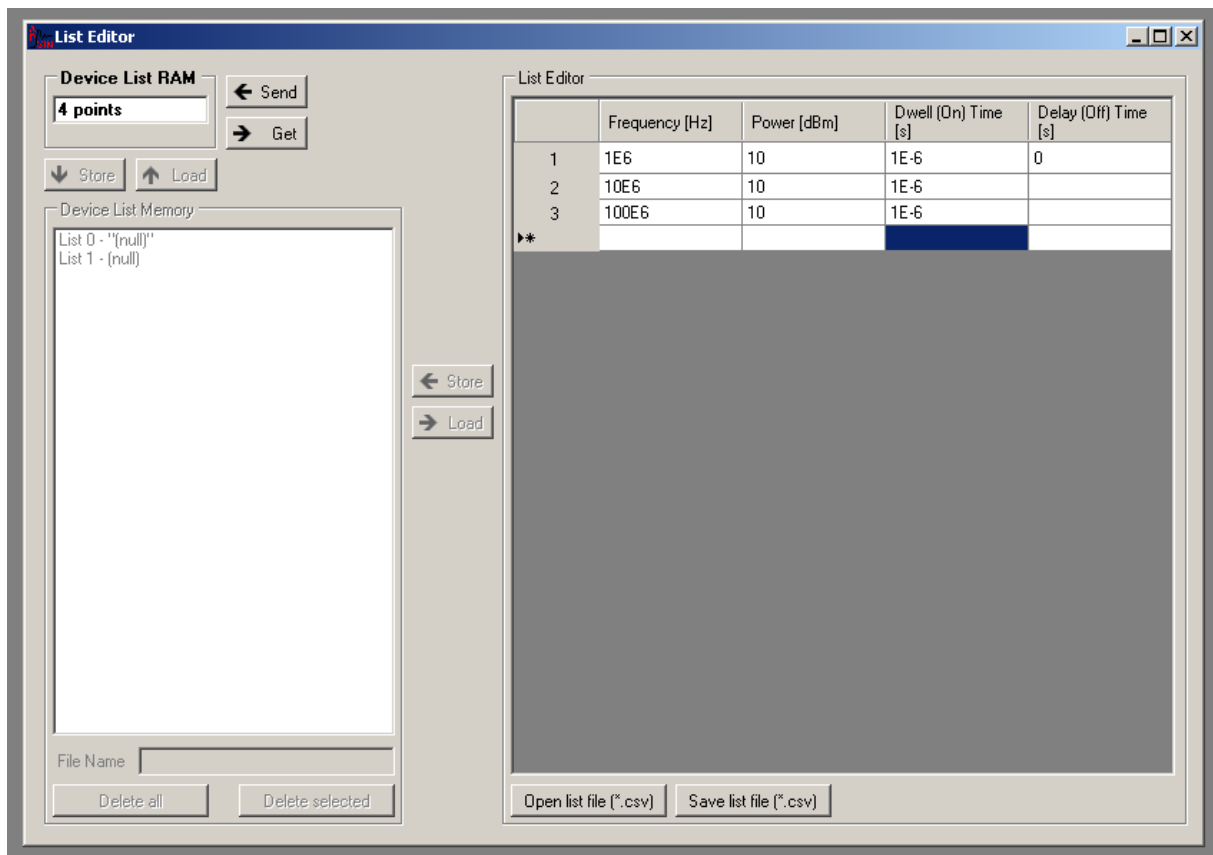 List Editor
Device List RAM
4 points
Send
Get
Store
Load
Device List Memory
List 0 - "(null)"
List 1 - (null)
File Name
Delete all
Delete selected
Store
Load
List Editor
Frequency [Hz] Power [dBm] Dwell (On) Time [s] Delay (Off) Time [s]
1 1E6 10 1E-6 0
2 10E6 10 1E-6
3 100E6 10 1E-6
Open list file (*.csv)
Save list file (*.csv)